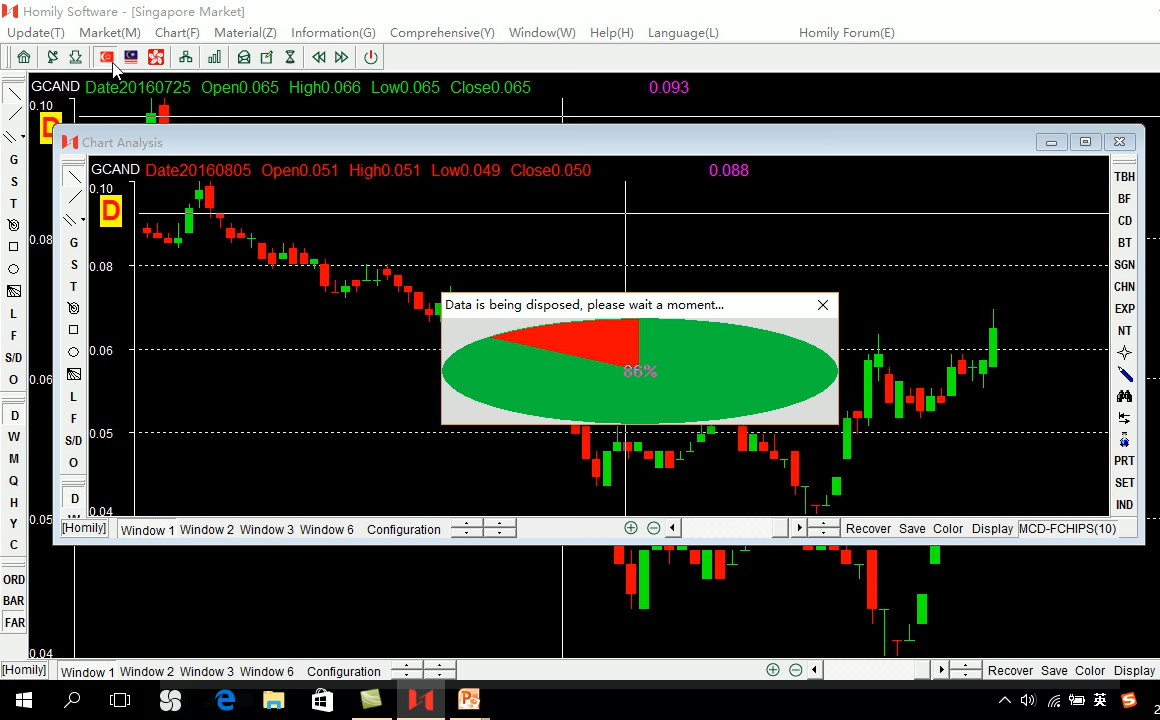 Homily Software - [Singapore Market]
Update(T) Market(M) Chart(F) Material(Z) Information(G) Comprehensive(Y) Window(W) Help(H) Language(L) Homily Forum(E)
GCAND Date20160725 Open0.065 High0.066 Low0.065 Close0.065 0.093
0.10
D
0.08
0.06
0.05
0.04
G
S
T
L
F
S/D
O
D
W
M
Q
H
Y
C
ORD
BAR
FAR
Chart Analysis
GCAND Date20160805 Open0.051 High0.051 Low0.049 Close0.050 0.088
0.10
D
0.08
0.06
0.05
0.04
G
S
T
L
F
S/D
O
D
Data is being disposed, please wait a moment...
86%
TBH
BF
CD
BT
SGN
CHN
EXP
NT
PRT
SET
IND
[Homily] Window 1 Window 2 Window 3 Window 6 Configuration Recover Save Color Display MCD-FCHIPS(10)
[Homily] Window 1 Window 2 Window 3 Window 6 Configuration Recover Save Color Display
英